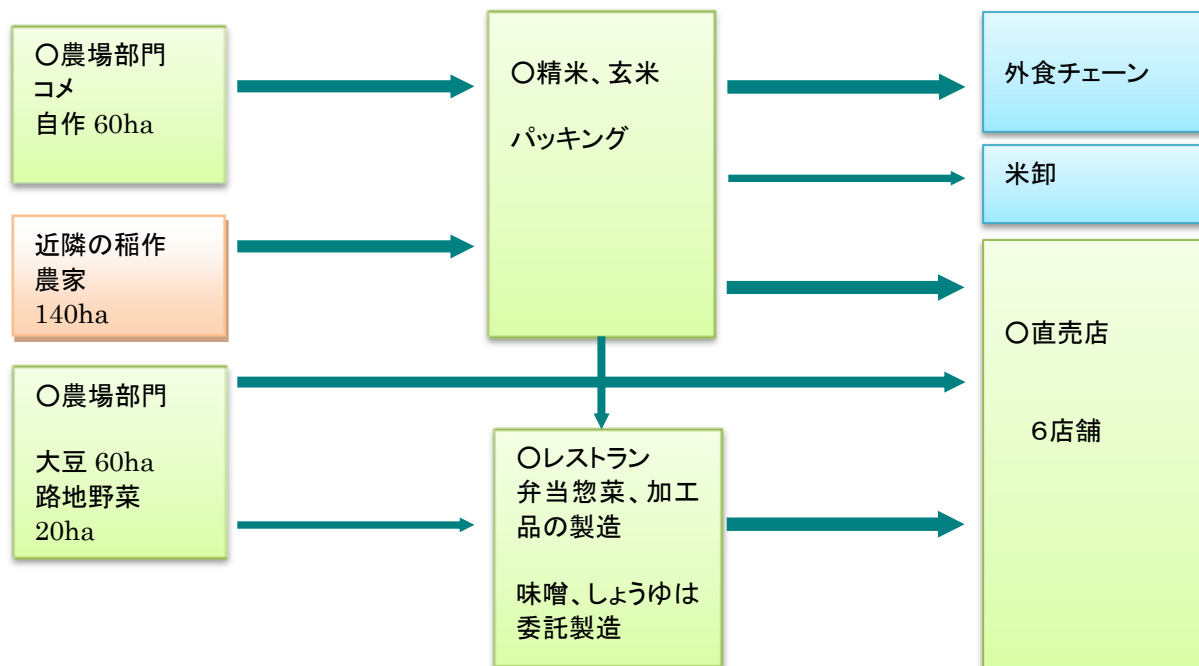 〇農場部門
コメ
自作 60ha
近隣の稲作
農家
140ha
〇農場部門
大豆 60ha
路地野菜
20ha
〇精米、玄米
パッキング
〇レストラン
弁当惣菜、加工
品の製造
味噌、しょうゆは
委託製造
外食チェーン
米卸
〇直売店
6店舗